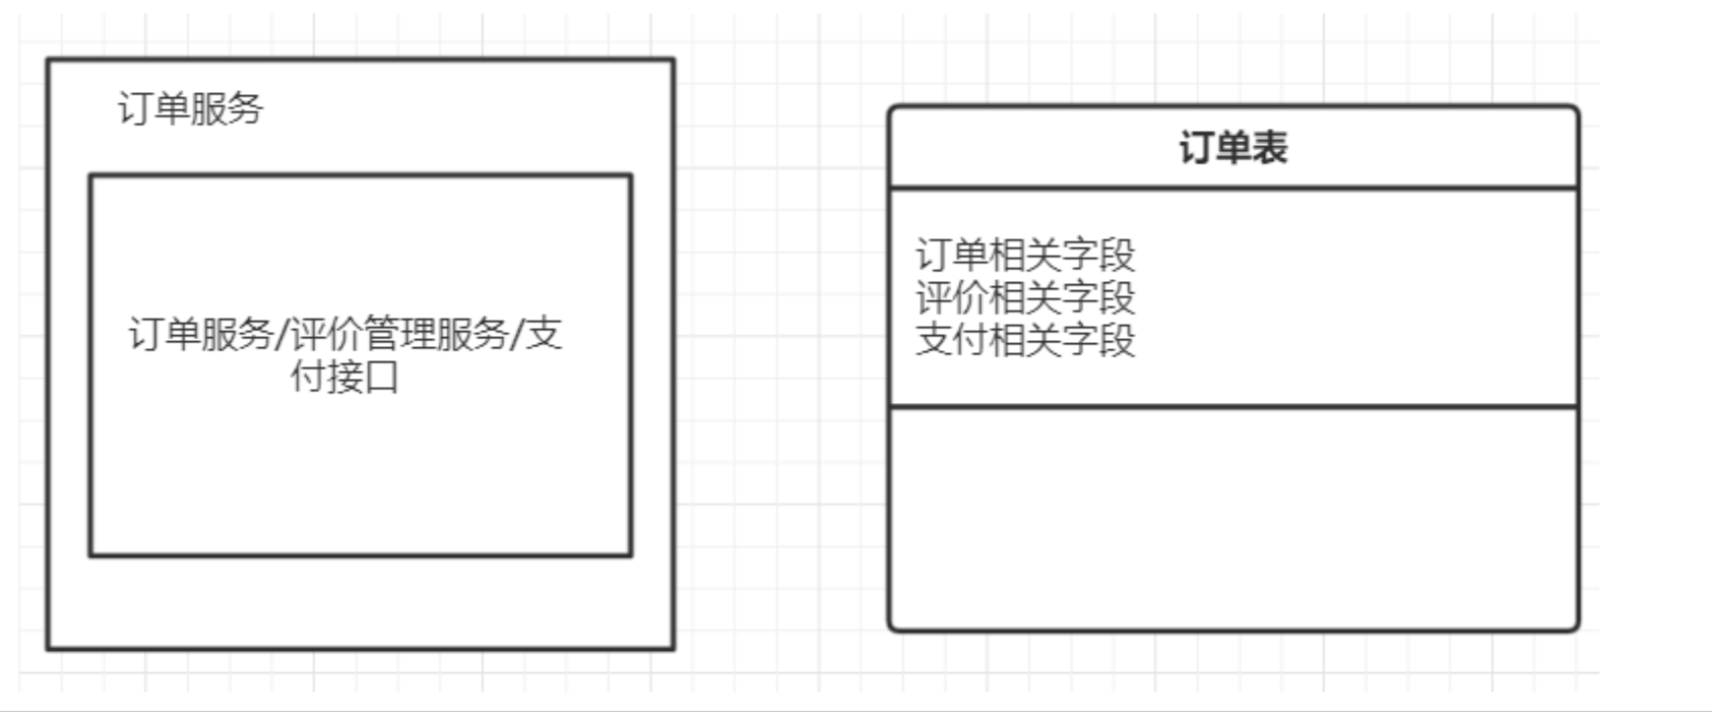 订单服务
订单服务/评价管理服务/支
付接口
订单表
订单相关字段
评价相关字段
支付相关字段